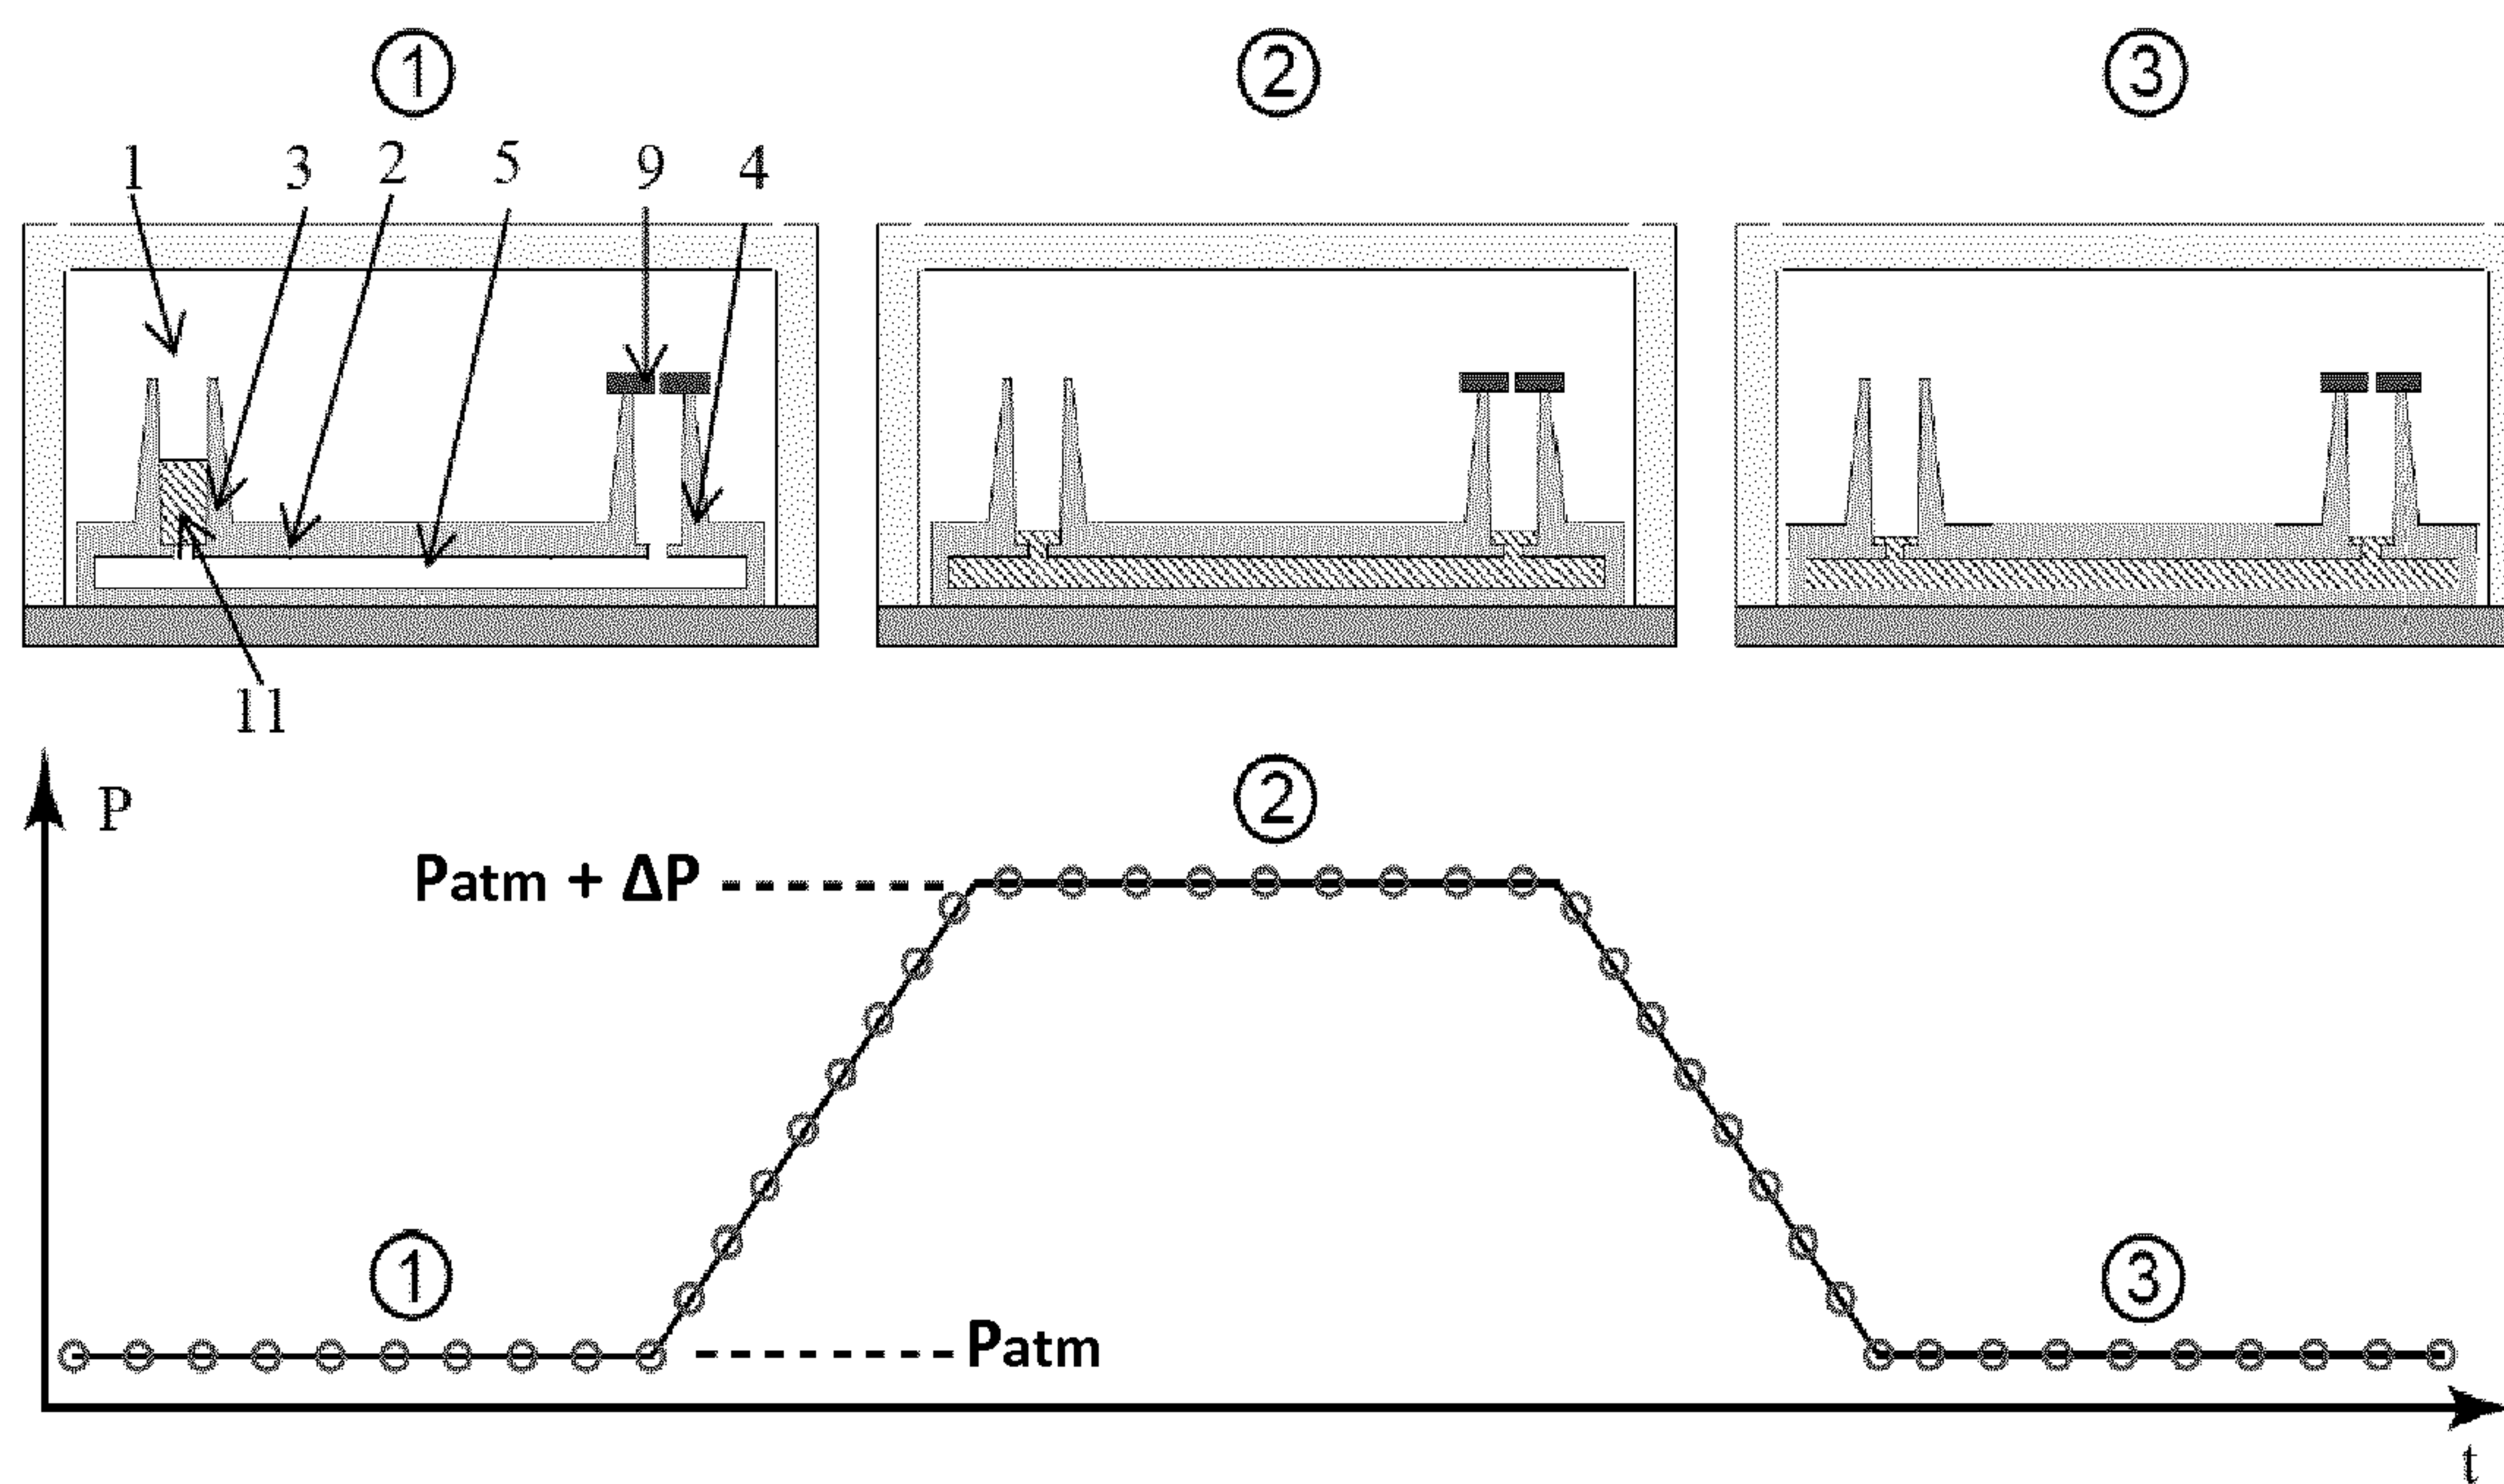 ① ② ③
1 3 2 5 9 4
11
P
②
Patm + ΔP
① ③
Patm
t